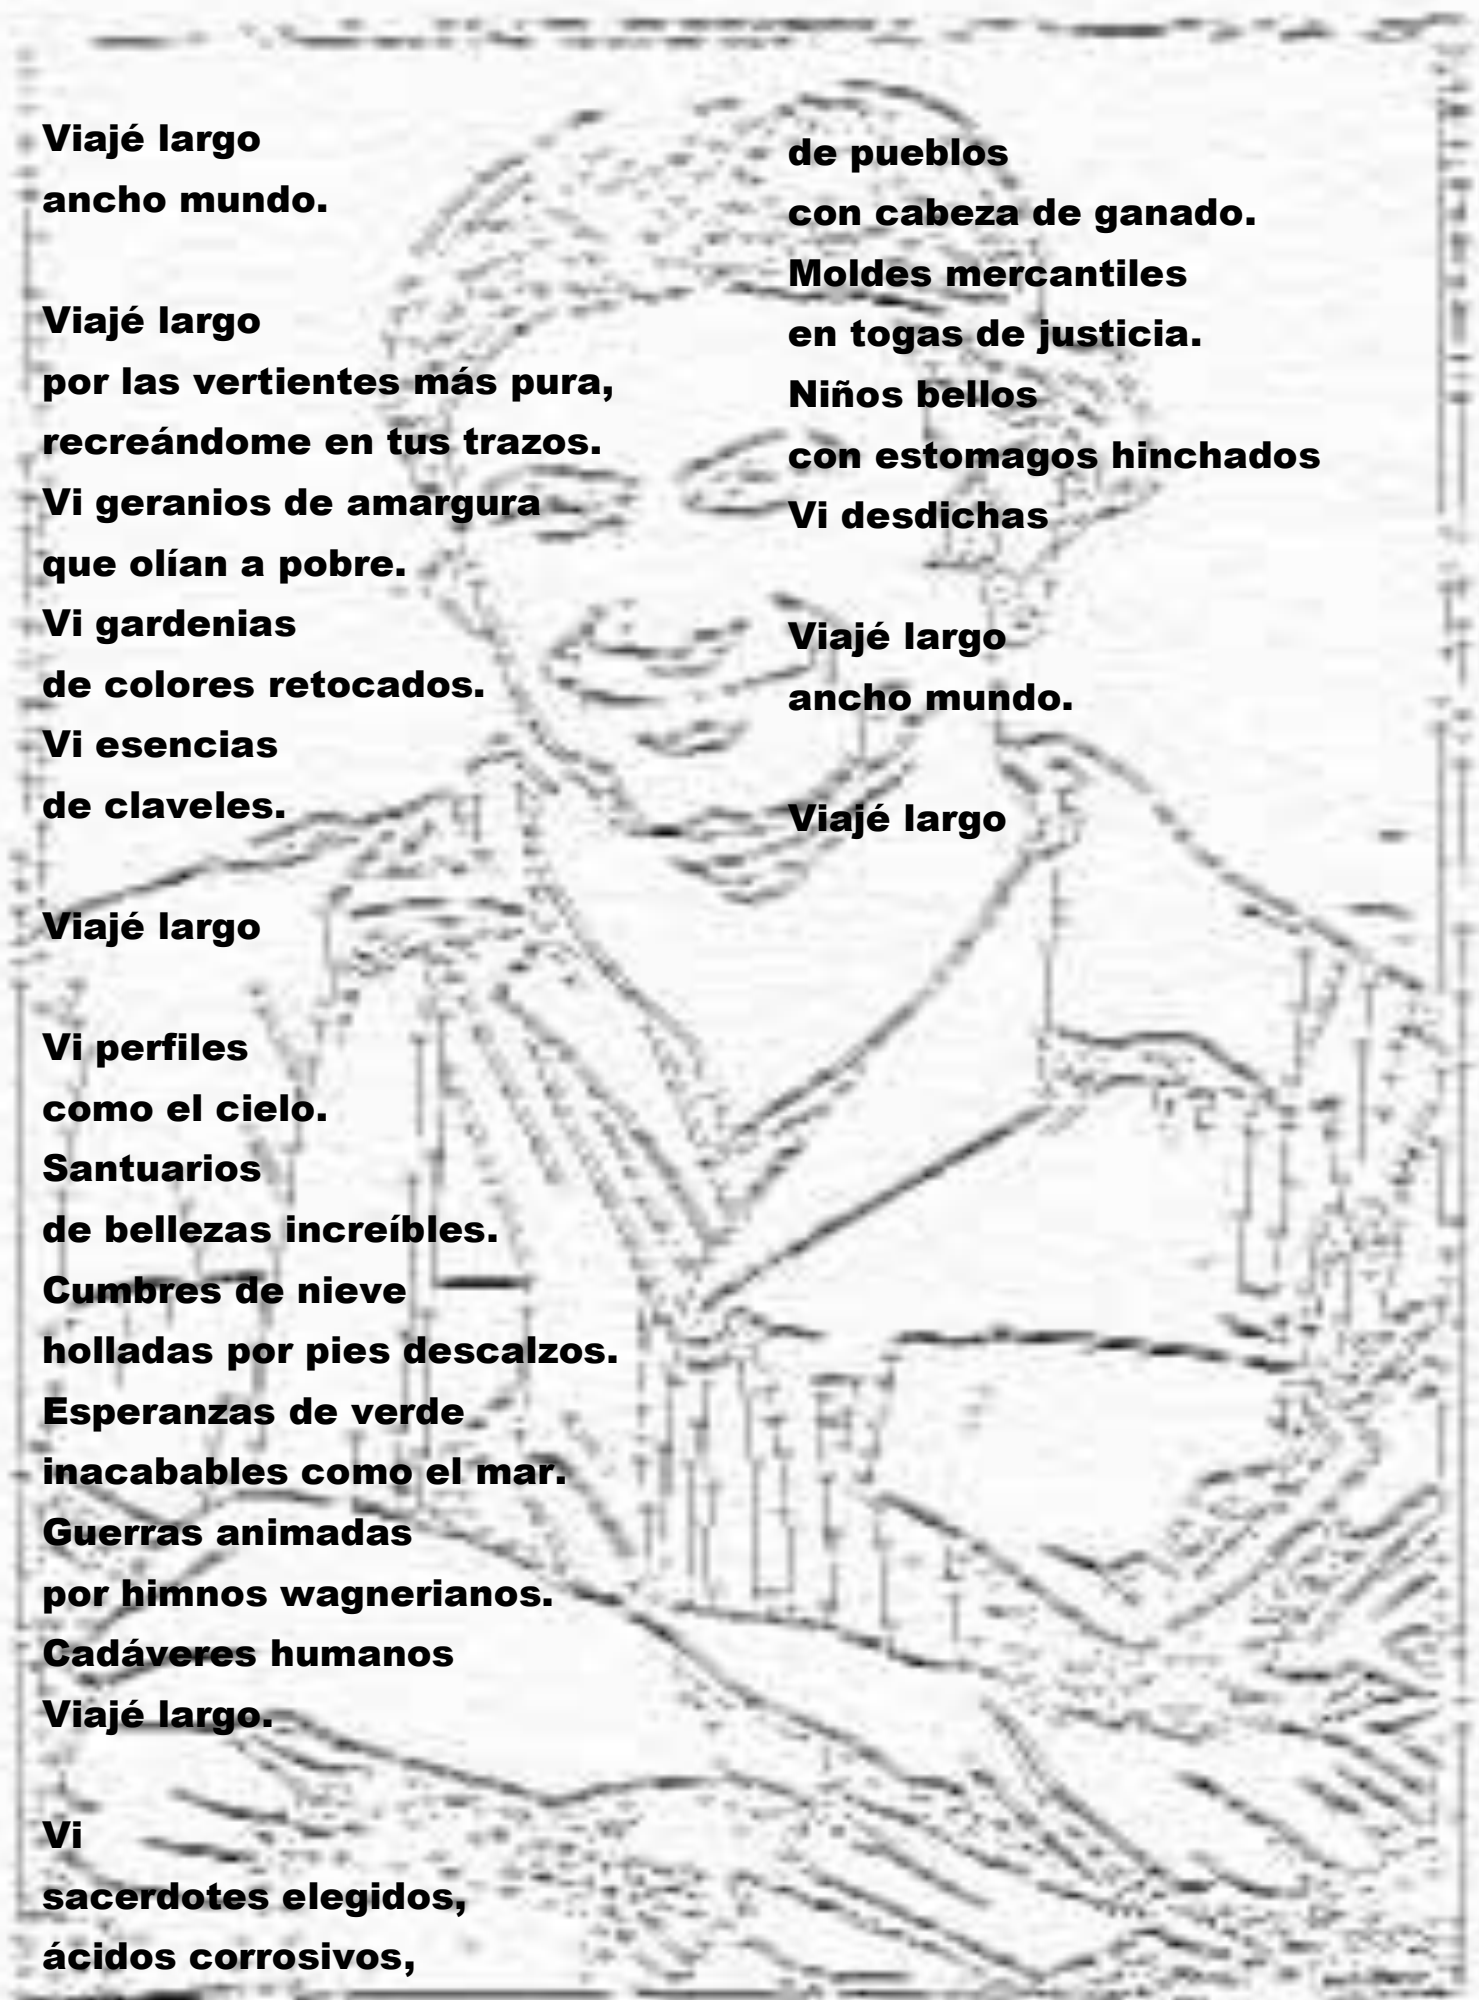 Viajé largo
ancho mundo.
Viajé largo
por las vertientes más pura,
recreándome en tus trazos.
Vi geranios de amargura
que olían a pobre.
Vi gardenias
de colores retocados.
Vi esencias
de claveles.
Viajé largo
Vi perfiles
como el cielo.
Santuarios
de bellezas increíbles.
Cumbres de nieve
holladas por pies descalzos.
Esperanzas de verde
inacabables como el mar.
Guerras animadas
por himnos wagnerianos.
Cadáveres humanos
Viajé largo.
Vi
sacerdotes elegidos,
ácidos corrosivos,
de pueblos
con cabeza de ganado.
Moldes mercantiles
en togas de justicia.
Niños bellos
con estomagos hinchados
Vi desdichas
Viajé largo
ancho mundo.
Viajé largo